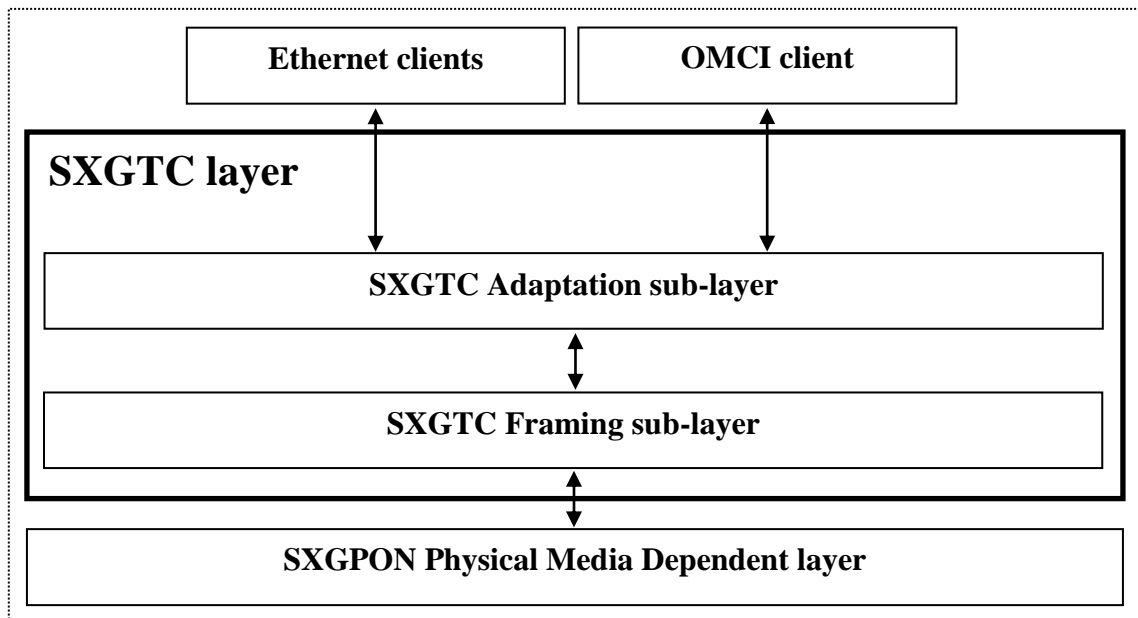 Ethernet clients
OMCI client
SXGTC layer
SXGTC Adaptation sub-layer
SXGTC Framing sub-layer
SXGPON Physical Media Dependent layer